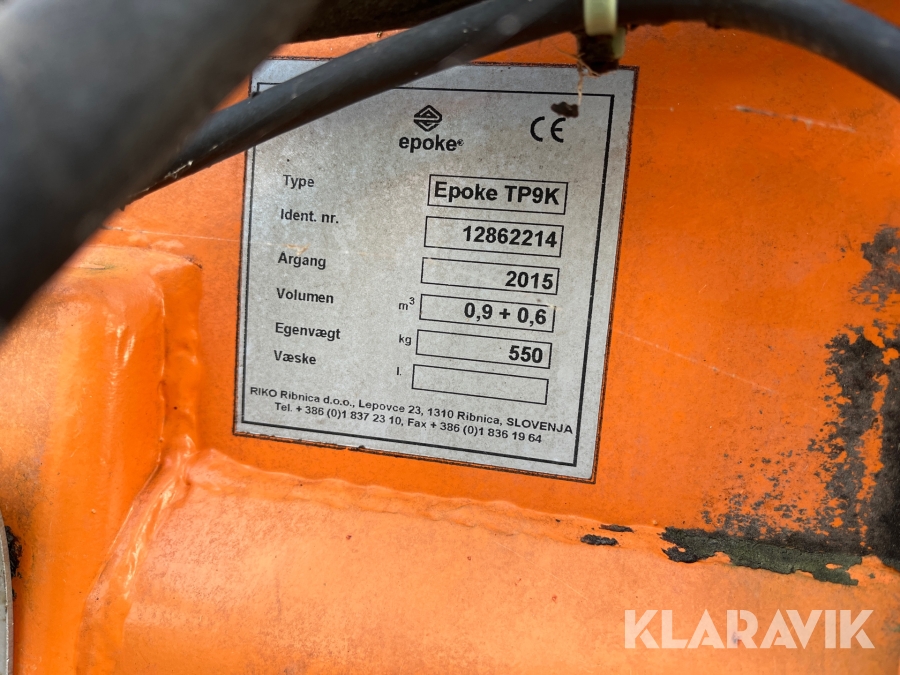 epoke®
CE
Type Epoke TP9K
Ident. nr. 12862214
Argang 2015
Volumen m³ 0,9 + 0,6
Egenvægt kg 550
Væske l.
RIKO Ribnica d.o.o., Lepovce 23, 1310 Ribnica, SLOVENJA
Tel. + 386 (0)1 837 23 10, Fax + 386 (0)1 836 19 64
KLARAVIK